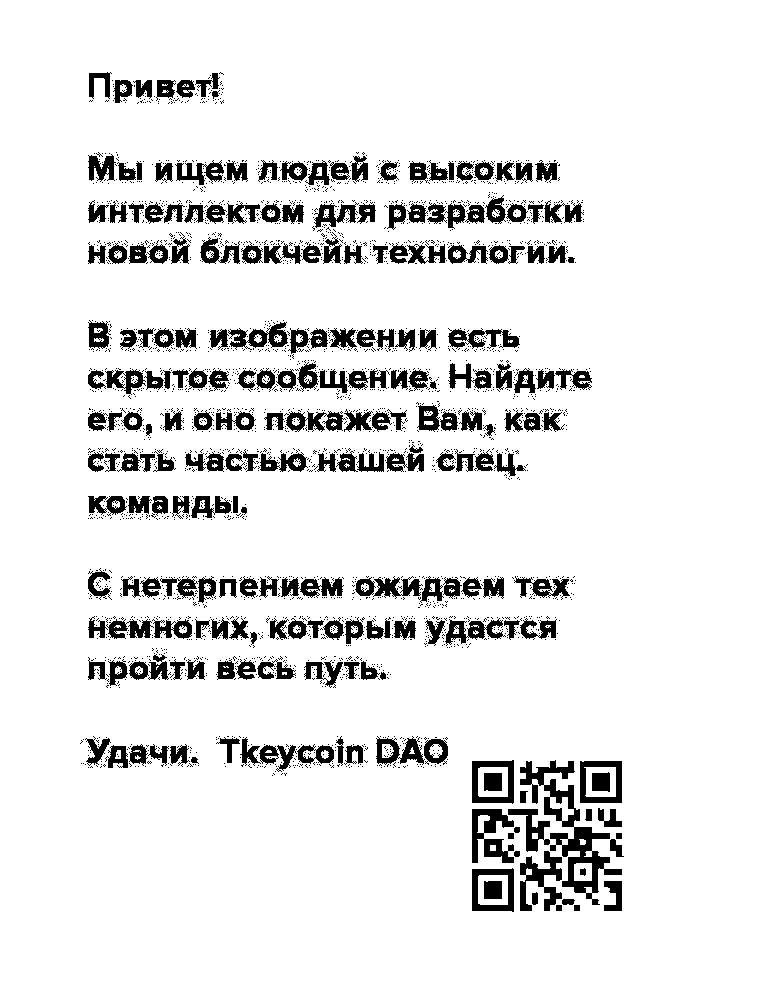 Привет!
Мы ищем людей с высоким
интеллектом для разработки
новой блокчейн технологии.
В этом изображении есть
скрытое сообщение. Найдите
его, и оно покажет Вам, как
стать частью нашей спец.
команды.
С нетерпением ожидаем тех
немногих, которым удастся
пройти весь путь.
Удачи. Tkeycoin DAO